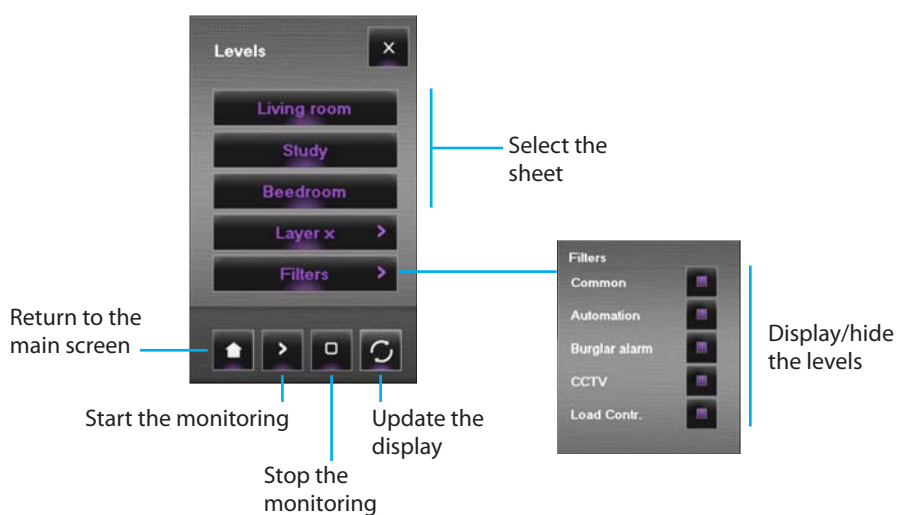 Levels
×
Living room
Study
Beedroom
Layer x >
Filters >
Select the
sheet
Filters
Common
Automation
Burglar alarm
CCTV
Load Contr.
Display/hide
the levels
Return to the
main screen
Start the monitoring
Stop the
monitoring
Update the
display